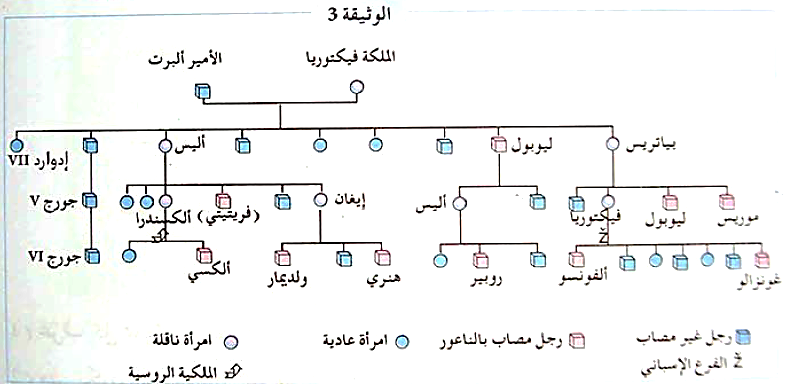 الوثيقة 3
الملكة فيكتوريا الأمير ألبرت
بياتريس ليوبول أليس إدوارد VII
موريس ليوبول فيكتوريا أليس إيفان (فريتيتي) ألكسندرا جورج V
Ž
غونزالو ألفونسو روبير هنري ولديمار ألكسي جورج VI
رجل غير مصاب رجل مصاب بالناعور امرأة عادية امرأة ناقلة
Ž الفرع الإسباني الملكية الروسية